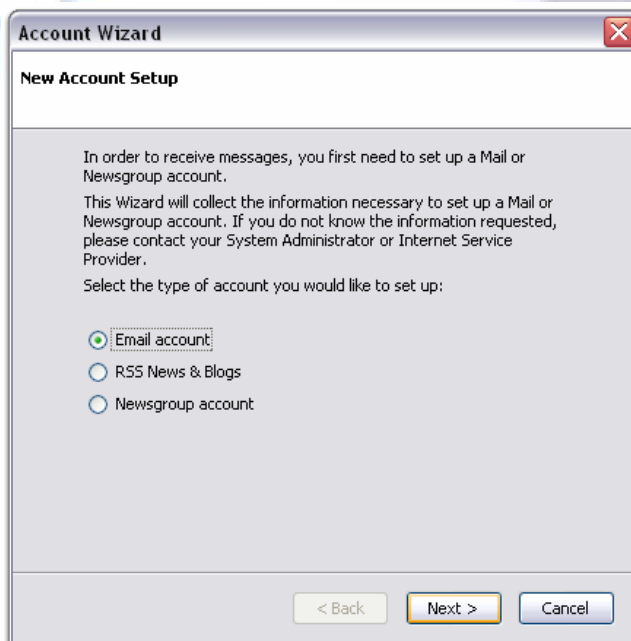 Account Wizard
New Account Setup
In order to receive messages, you first need to set up a Mail or
Newsgroup account.
This Wizard will collect the information necessary to set up a Mail or
Newsgroup account. If you do not know the information requested,
please contact your System Administrator or Internet Service
Provider.
Select the type of account you would like to set up:
Email account
RSS News & Blogs
Newsgroup account
< Back Next > Cancel